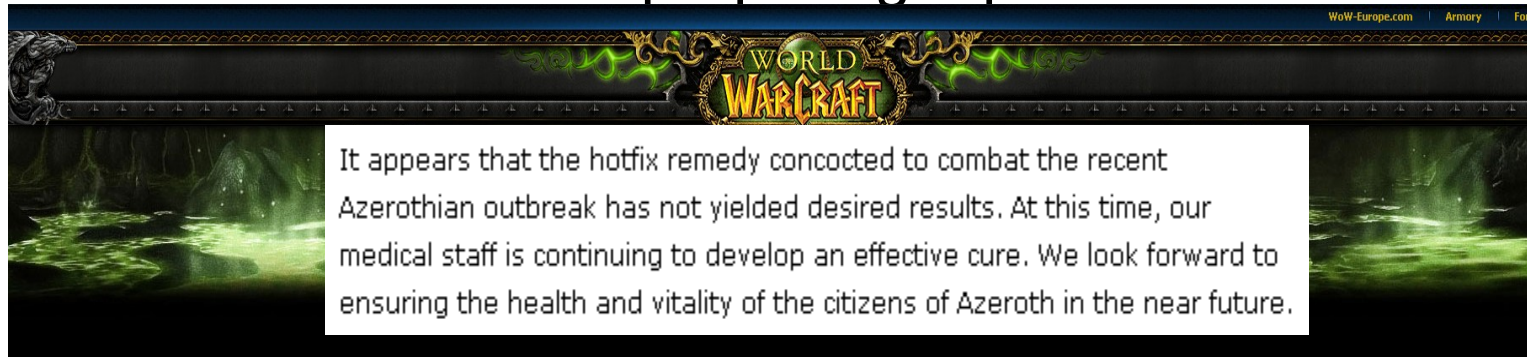 WoW-Europe.com | Armory | Fo
WORLD
OF
WARCRAFT
It appears that the hotfix remedy concocted to combat the recent
Azerothian outbreak has not yielded desired results. At this time, our
medical staff is continuing to develop an effective cure. We look forward to
ensuring the health and vitality of the citizens of Azeroth in the near future.